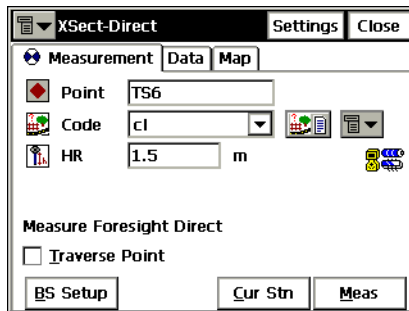 XSect-Direct Settings Close
Measurement Data Map
Point TS6
Code cl
HR 1.5 m
Measure Foresight Direct
Traverse Point
BS Setup Cur Stn Meas